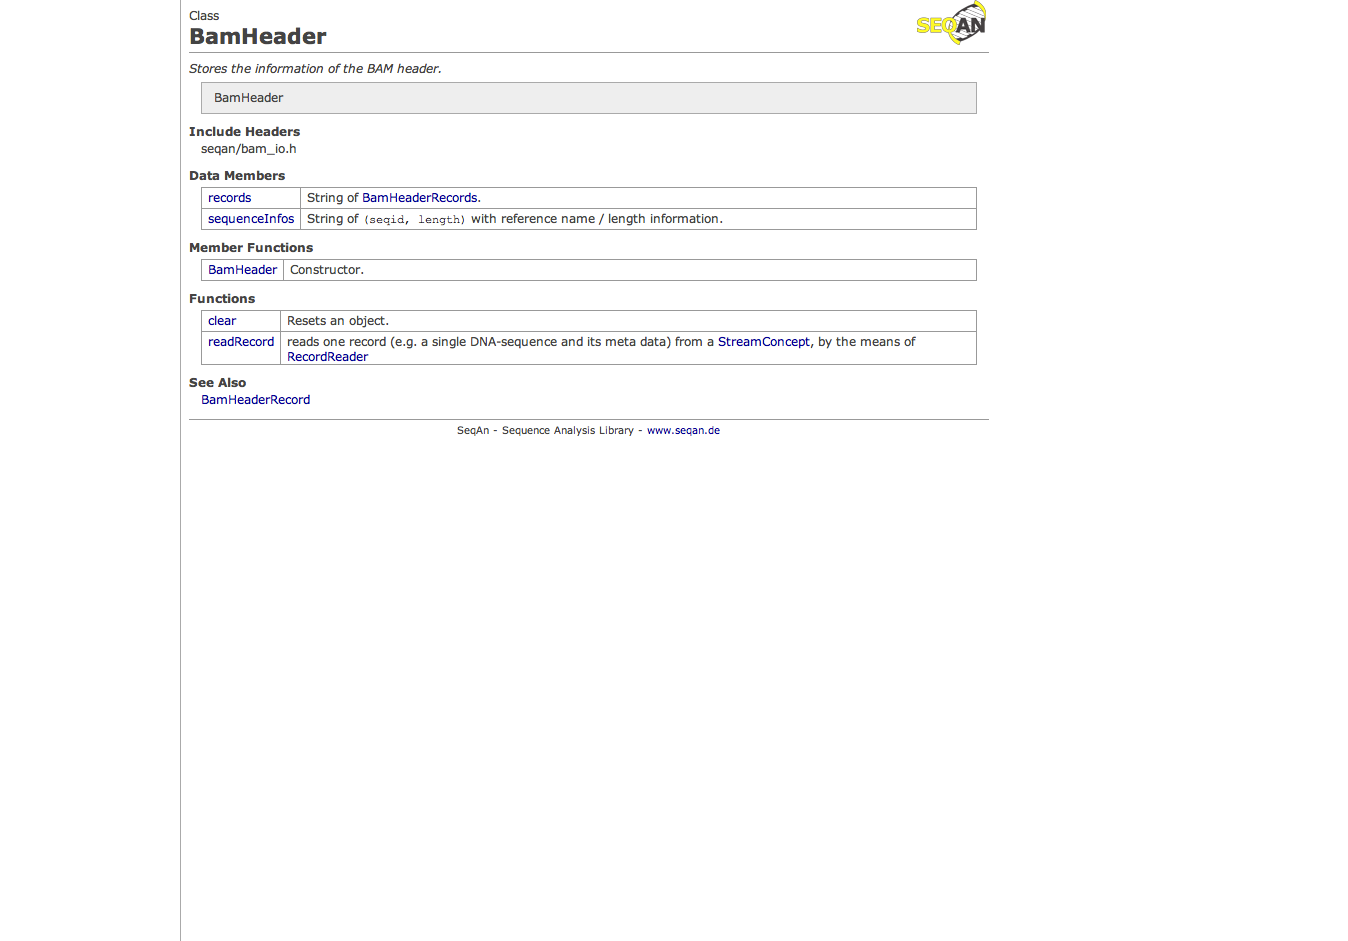 Class
BamHeader
SEQAN
Stores the information of the BAM header.
BamHeader
Include Headers
seqan/bam_io.h
Data Members
records String of BamHeaderRecords.
sequenceInfos String of (seqid, length) with reference name / length information.
Member Functions
BamHeader Constructor.
Functions
clear Resets an object.
readRecord reads one record (e.g. a single DNA-sequence and its meta data) from a StreamConcept, by the means of
RecordReader
See Also
BamHeaderRecord
SeqAn - Sequence Analysis Library - www.seqan.de